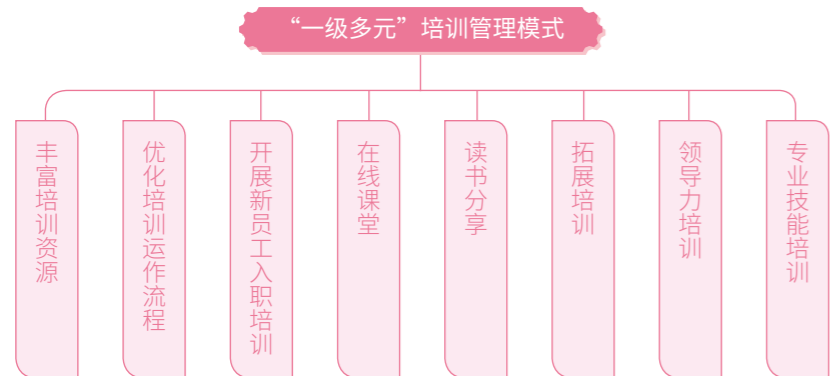 “一级多元”培训管理模式
丰富培训资源
优化培训运作流程
开展新员工入职培训
在线课堂
读书分享
拓展培训
领导力培训
专业技能培训